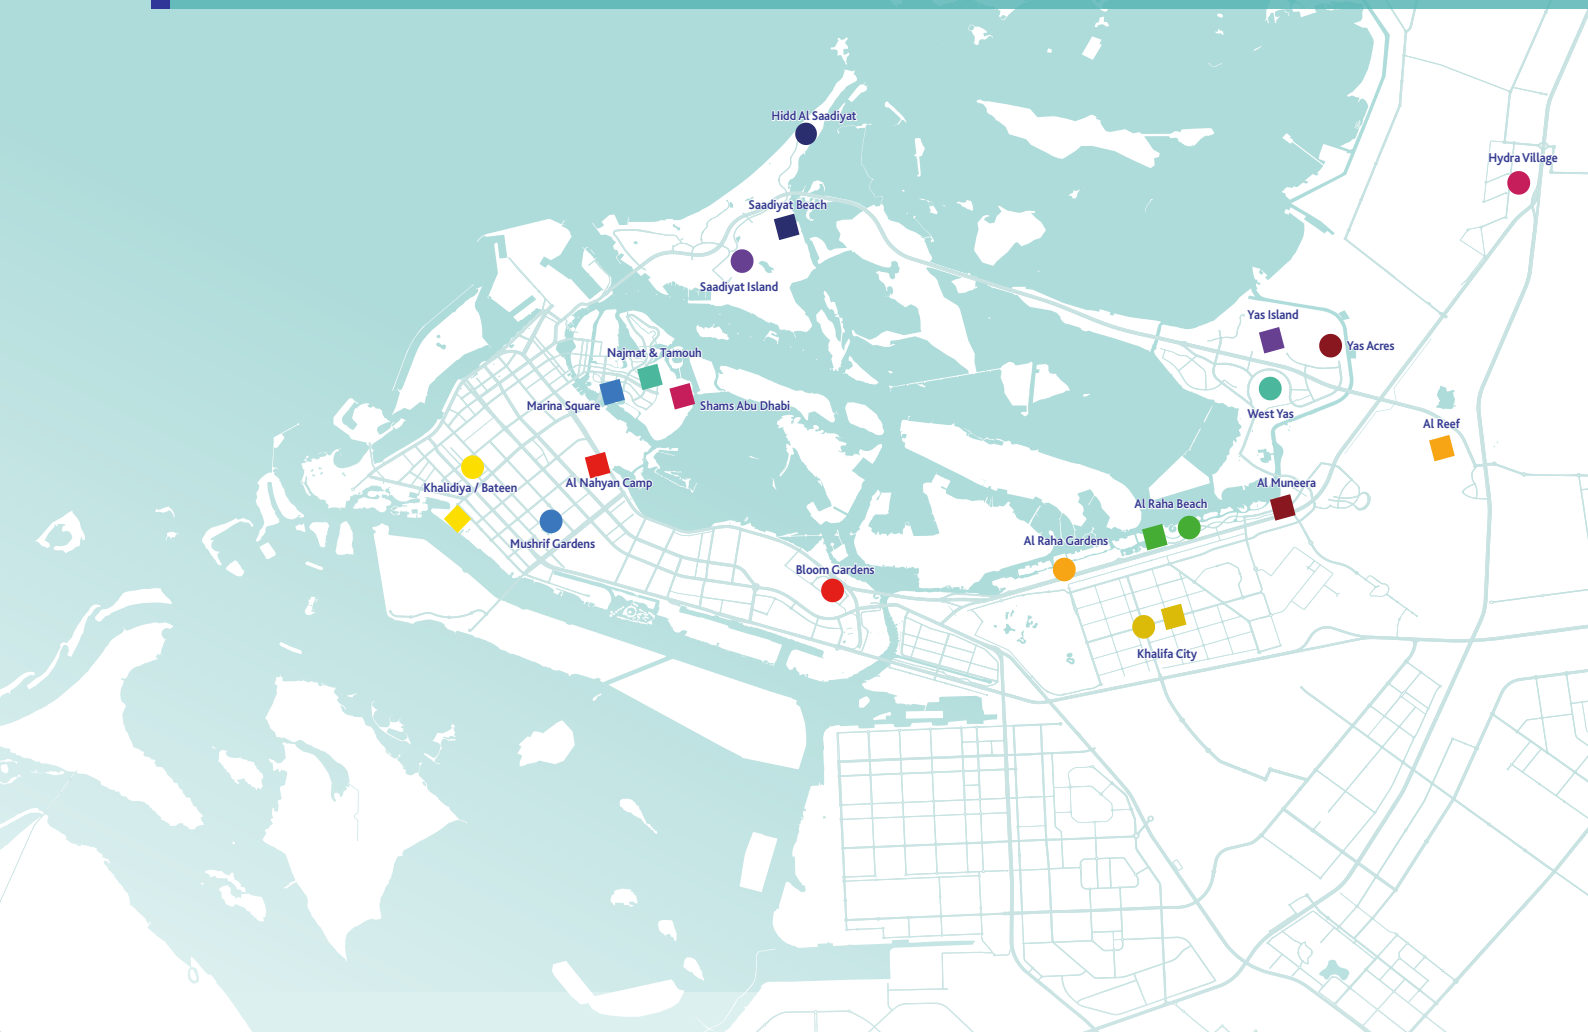 Hidd Al Saadiyat
Hydra Village
Saadiyat Beach
Saadiyat Island
Yas Island
Yas Acres
Najmat & Tamouh
Marina Square
Shams Abu Dhabi
West Yas
Al Reef
Al Nahyan Camp
Khalidiya / Bateen
Al Muneera
Al Raha Beach
Mushrif Gardens
Al Raha Gardens
Bloom Gardens
Khalifa City